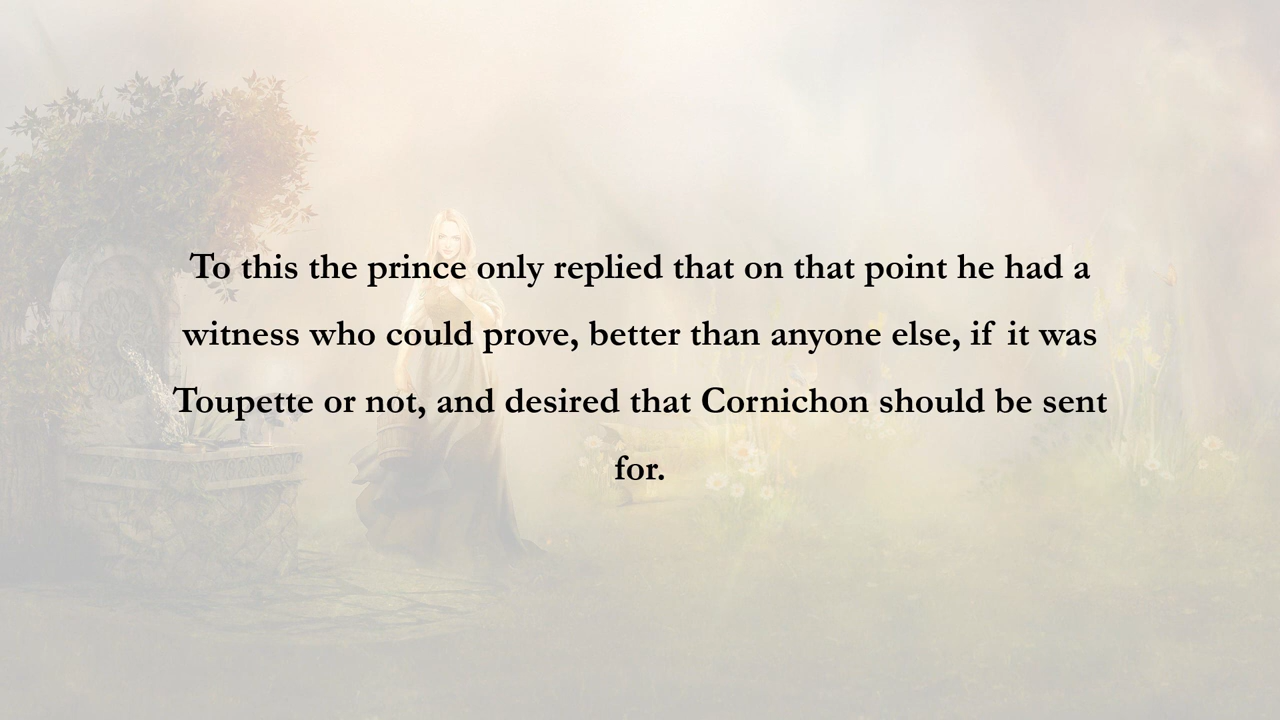 To this the prince only replied that on that point he had a
witness who could prove, better than anyone else, if it was
Toupette or not, and desired that Cornichon should be sent
for.